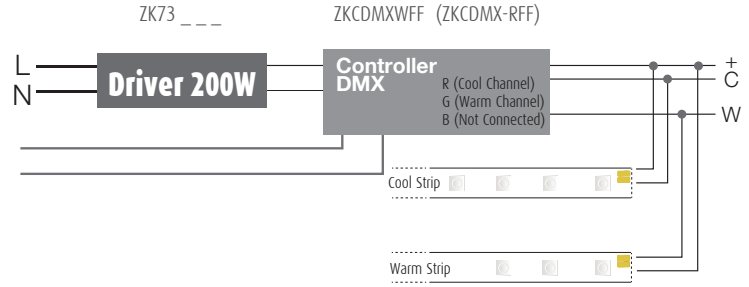 ZK73 _ _ _
ZKCDMXWFF (ZKCDMX-RFF)
L
N
Driver 200W
Controller
DMX
R (Cool Channel)
G (Warm Channel)
B (Not Connected)
+
C
W
Cool Strip
Warm Strip